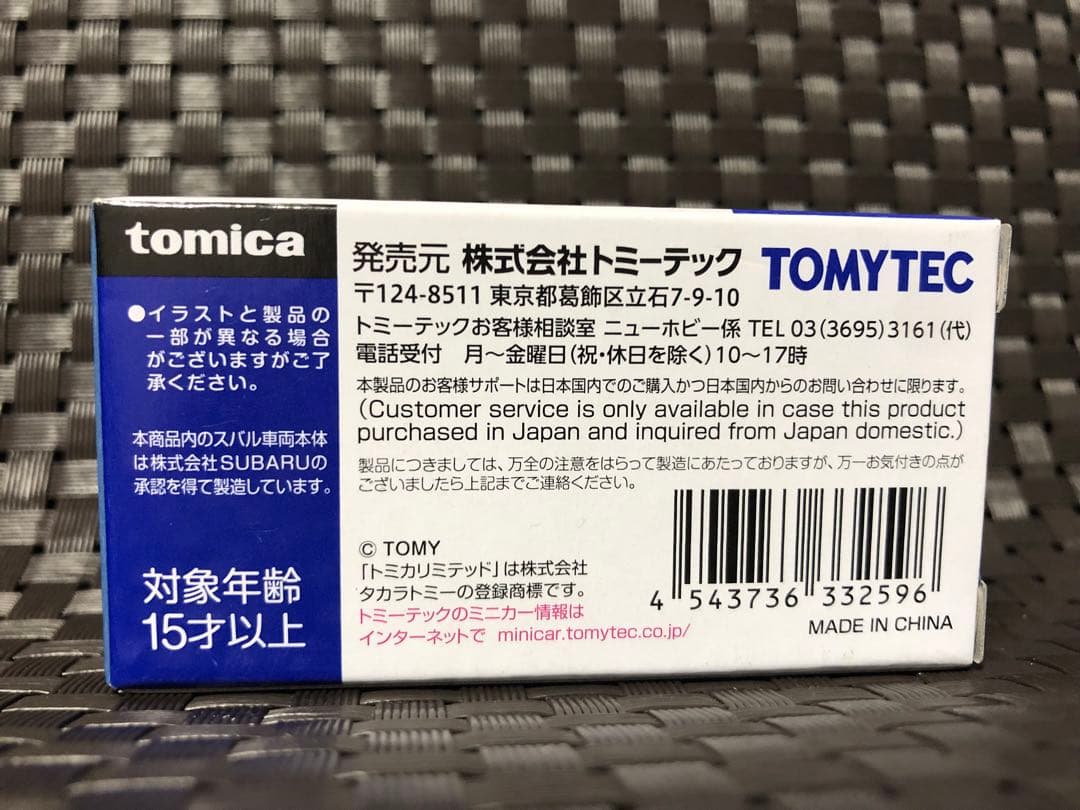 tomica
●イラストと製品の
一部が異なる場合
がございますがご了
承ください。
本商品内のスバル車両本体
は株式会社SUBARUの
承認を得て製造しています。
対象年齢
15才以上
発売元 株式会社トミーテック TOMYTEC
〒124-8511 東京都葛飾区立石7-9-10
トミーテックお客様相談室 ニューホビー係 TEL 03(3695)3161(代)
電話受付 月〜金曜日(祝・休日を除く)10〜17時
本製品のお客様サポートは日本国内でのご購入かつ日本国内からのお問い合わせに限ります。
(Customer service is only available in case this product
purchased in Japan and inquired from Japan domestic.)
製品につきましては、万全の注意をはらって製造にあたっておりますが、万一お気付きの点が
ございましたら上記までご連絡ください。
© TOMY
「トミカリミテッド」は株式会社
タカラトミーの登録商標です。
トミーテックのミニカー情報は
インターネットで minicar.tomytec.co.jp/
4 543736 332596
MADE IN CHINA